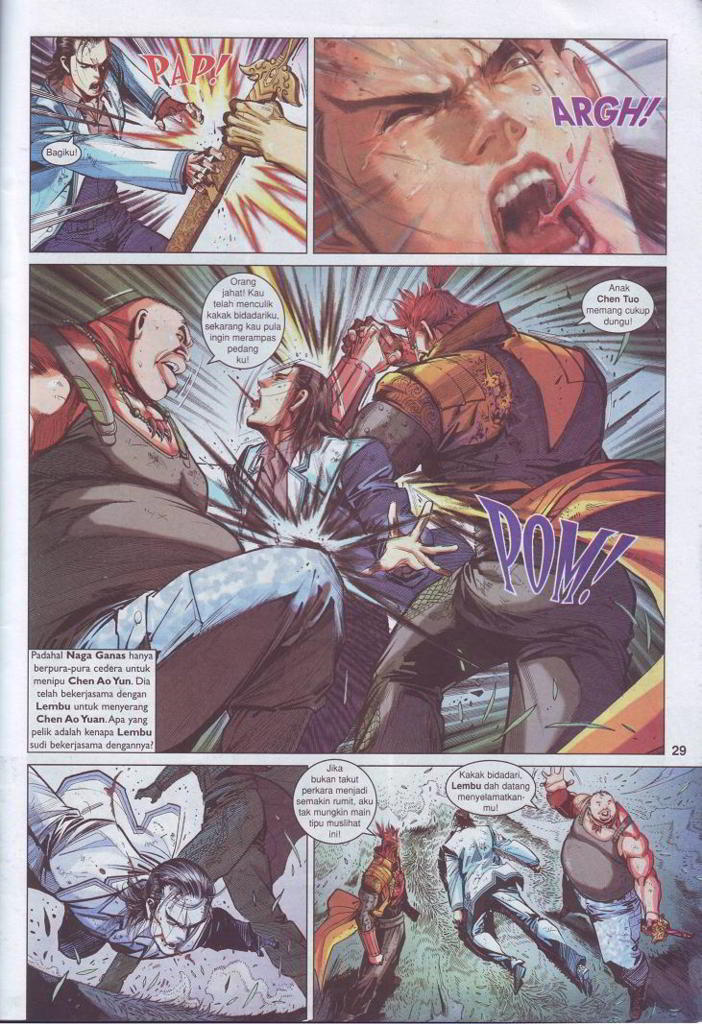 PAP!
Bagiku!
ARGH!
Orang
jahat! Kau
telah menculik
kakak bidadariku,
sekarang kau pula
ingin merampas
pedang
ku!
Anak
Chen Tuo
memang cukup
dungu!
POM!
Padahal Naga Ganas hanya
berpura-pura cedera untuk
menipu Chen Ao Yun. Dia
telah bekerjasama dengan
Lembu untuk menyerang
Chen Ao Yuan. Apa yang
pelik adalah kenapa Lembu
sudi bekerjasama dengannya?
29
Jika
bukan takut
perkara menjadi
semakin rumit, aku
tak mungkin main
tipu muslihat
ini!
Kakak bidadari,
Lembu dah datang
menyelamatkan-
mu!